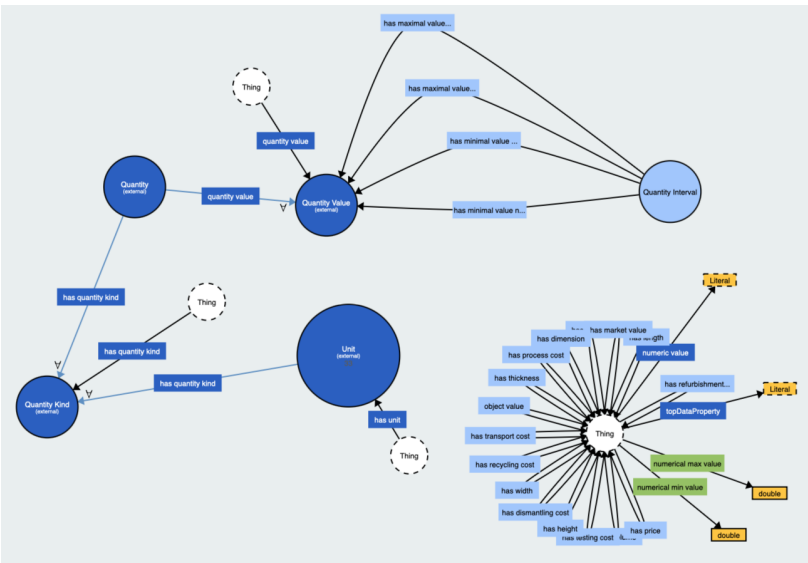 has maximal value...
has maximal value...
Thing
quantity value
has minimal value ...
Quantity
(external)
quantity value
∀
Quantity Value
(external)
has minimal value n...
Quantity Interval
has quantity kind
Thing
has quantity kind
∀
∀
has quantity kind
Quantity Kind
(external)
Unit
(external)
has unit
Thing
Literal
has market value
has dimension
numeric value
has process cost
has thickness
has refurbishment...
Literal
object value
topDataProperty
has transport cost
Thing
has recycling cost
numerical max value
has width
numerical min value
double
has dismantling cost
has height
has price
double